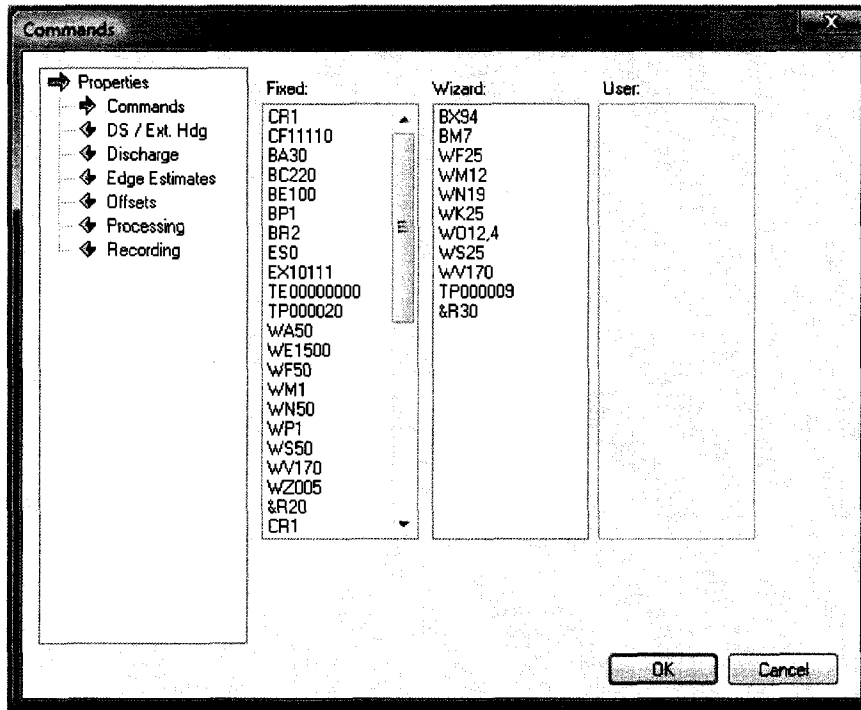 Commands
X
Properties
Commands
DS / Ext. Hdg
Discharge
Edge Estimates
Offsets
Processing
Recording
Fixed:
CR1
CF11110
BA30
BC220
BE100
BP1
BR2
ES0
EX10111
TE00000000
TP000020
WA50
WE1500
WF50
WM1
WN50
WP1
WS50
WV170
WZ005
&R20
CR1
Wizard:
BX94
BM7
WF25
WM12
WN19
WK25
WO12,4
WS25
WV170
TP000009
&R30
User:
OK
Cancel